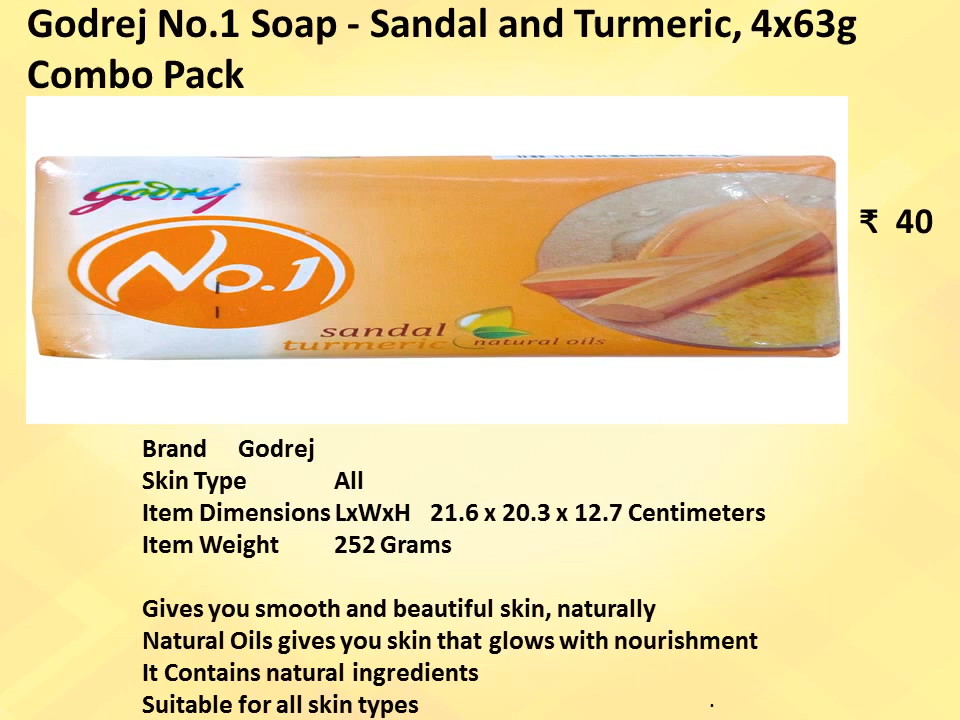 Godrej No.1 Soap - Sandal and Turmeric, 4x63g
Combo Pack
Godrej
No.1
sandal
turmeric natural oils
₹ 40
Brand Godrej
Skin Type All
Item Dimensions LxWxH 21.6 x 20.3 x 12.7 Centimeters
Item Weight 252 Grams
Gives you smooth and beautiful skin, naturally
Natural Oils gives you skin that glows with nourishment
It Contains natural ingredients
Suitable for all skin types .